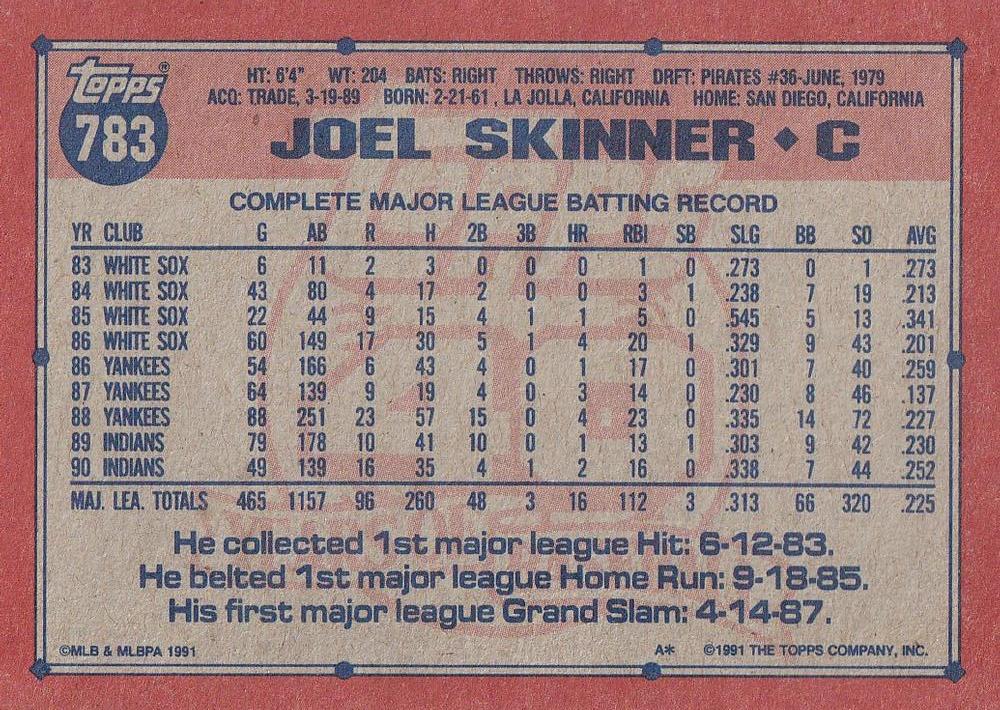 Topps®
783
HT: 6'4" WT: 204 BATS: RIGHT THROWS: RIGHT DRFT: PIRATES #36-JUNE, 1979
ACQ: TRADE, 3-19-89 BORN: 2-21-61, LA JOLLA, CALIFORNIA HOME: SAN DIEGO, CALIFORNIA
JOEL SKINNER ◆ C
COMPLETE MAJOR LEAGUE BATTING RECORD
YR CLUB G AB R H 2B 3B HR RBI SB SLG BB SO AVG
83 WHITE SOX 6 11 2 3 0 0 0 1 0 .273 0 1 .273
84 WHITE SOX 43 80 4 17 2 0 0 3 1 .238 7 19 .213
85 WHITE SOX 22 44 9 15 4 1 1 5 0 .545 5 13 .341
86 WHITE SOX 60 149 17 30 5 1 4 20 1 .329 9 43 .201
86 YANKEES 54 166 6 43 4 0 1 17 0 .301 7 40 .259
87 YANKEES 64 139 9 19 4 0 3 14 0 .230 8 46 .137
88 YANKEES 88 251 23 57 15 0 4 23 0 .335 14 72 .227
89 INDIANS 79 178 10 41 10 0 1 13 1 .303 9 42 .230
90 INDIANS 49 139 16 35 4 1 2 16 0 .338 7 44 .252
MAJ. LEA. TOTALS 465 1157 96 260 48 3 16 112 3 .313 66 320 .225
He collected 1st major league Hit: 6-12-83.
He belted 1st major league Home Run: 9-18-85.
His first major league Grand Slam: 4-14-87.
©MLB & MLBPA 1991 A* ©1991 THE TOPPS COMPANY, INC.